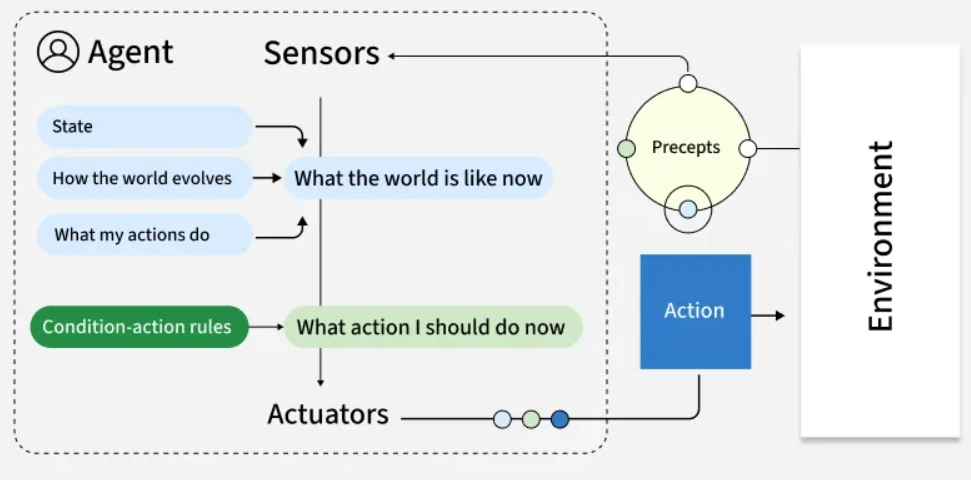 Agent
Sensors
State
How the world evolves
What the world is like now
What my actions do
Condition-action rules
What action I should do now
Actuators
Precepts
Action
Environment